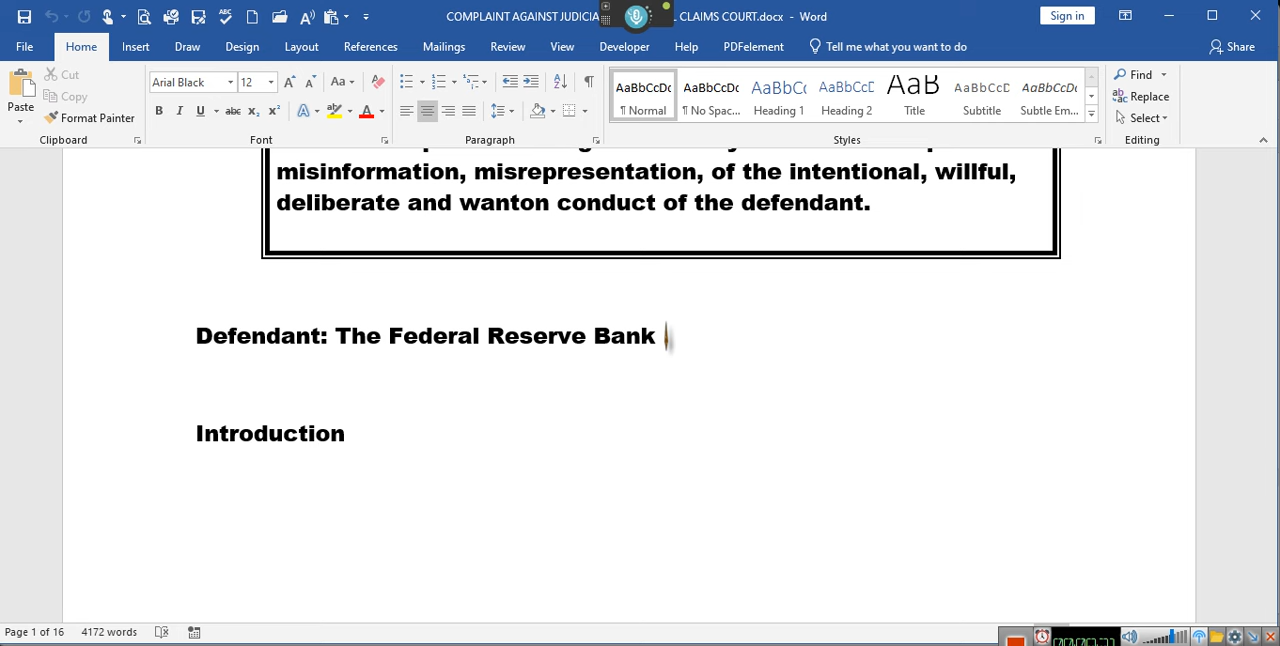 COMPLAINT AGAINST JUDICIA CLAIMS COURT.docx - Word
Sign in
File Home Insert Draw Design Layout References Mailings Review View Developer Help PDFelement Tell me what you want to do Share
Paste
Cut
Copy
Format Painter
Clipboard
Arial Black 12
Font
Paragraph
AaBbCcDc AaBbCcDc AaBbCc AaBbCcD AaB AaBbCcD AaBbCcDc
¶ Normal ¶ No Spac... Heading 1 Heading 2 Title Subtitle Subtle Em...
Styles
Find
Replace
Select
Editing
misinformation, misrepresentation, of the intentional, willful,
deliberate and wanton conduct of the defendant.
Defendant: The Federal Reserve Bank
Introduction
Page 1 of 16 4172 words